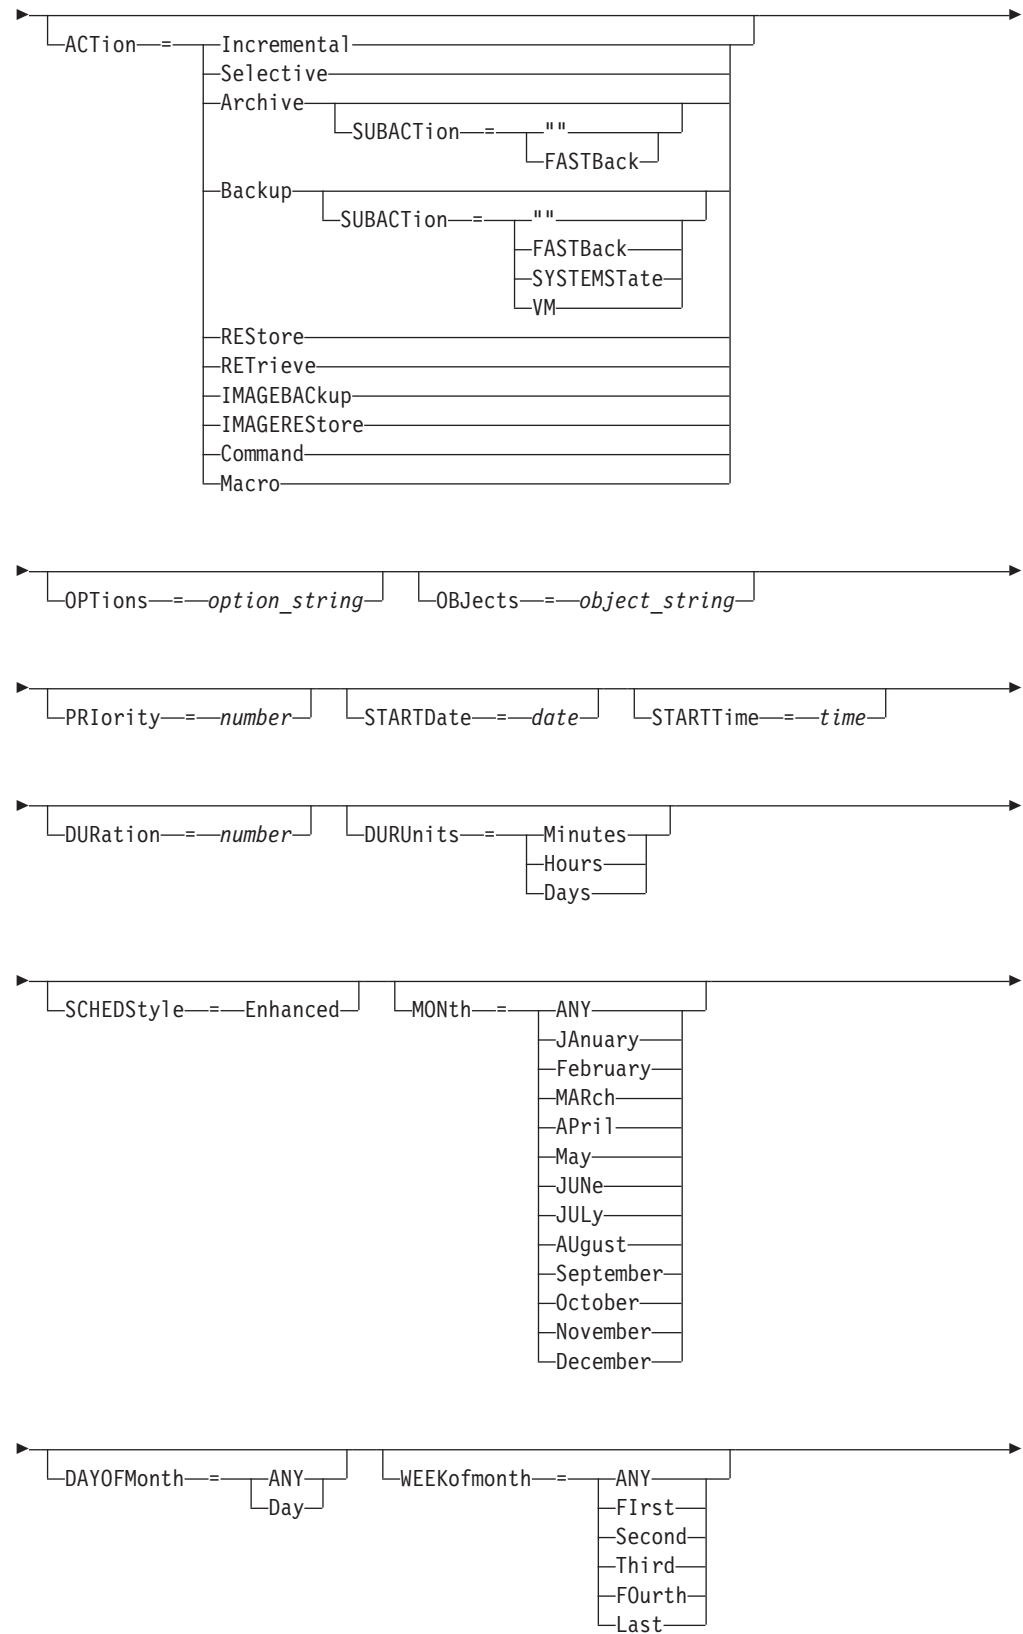 ACTion = Incremental
Selective
Archive
SUBACTion = ""
FASTBack
Backup
SUBACTion = ""
FASTBack
SYSTEMSTate
VM
REStore
RETrieve
IMAGEBACkup
IMAGEREStore
Command
Macro
OPTions = option_string OBJects = object_string
PRIority = number STARTDate = date STARTTime = time
DURation = number DURUnits = Minutes
Hours
Days
SCHEDStyle = Enhanced MONth = ANY
JAnuary
February
MARch
APril
May
JUNe
JULy
AUgust
September
October
November
December
DAYOFMonth = ANY WEEKofmonth = ANY
Day FIrst
Second
Third
FOurth
Last